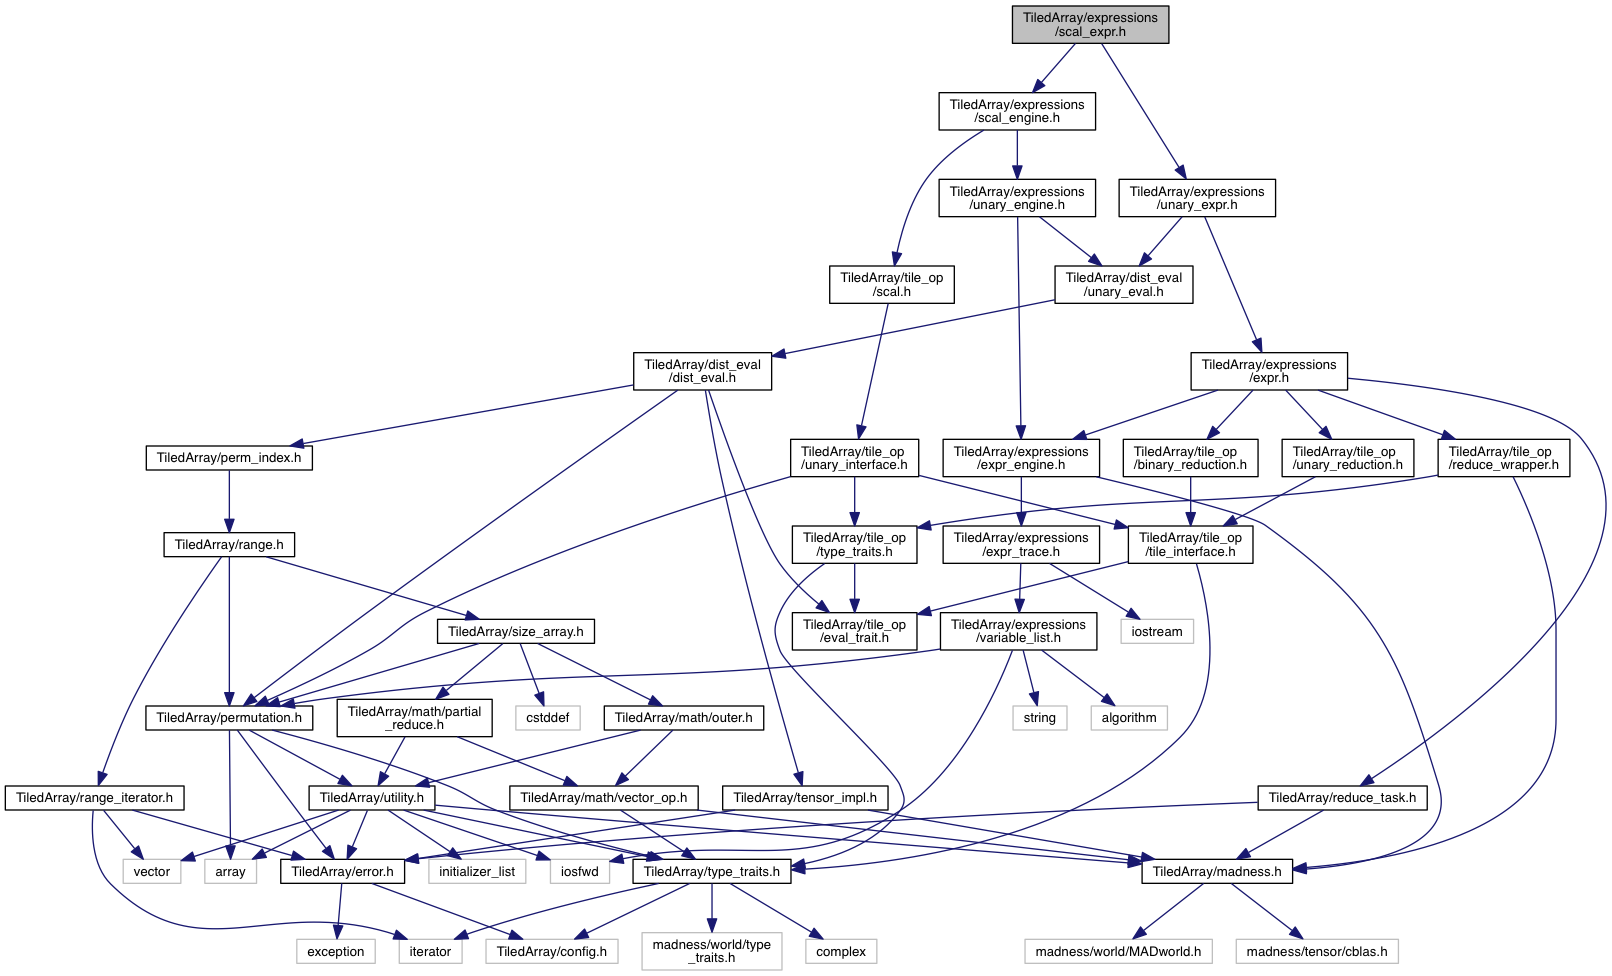 TiledArray/expressions
/scal_expr.h
TiledArray/expressions
/scal_engine.h
TiledArray/expressions
/unary_engine.h
TiledArray/expressions
/unary_expr.h
TiledArray/tile_op
/scal.h
TiledArray/dist_eval
/unary_eval.h
TiledArray/dist_eval
/dist_eval.h
TiledArray/expressions
/expr.h
TiledArray/perm_index.h
TiledArray/tile_op
/unary_interface.h
TiledArray/expressions
/expr_engine.h
TiledArray/tile_op
/binary_reduction.h
TiledArray/tile_op
/unary_reduction.h
TiledArray/tile_op
/reduce_wrapper.h
TiledArray/range.h
TiledArray/tile_op
/type_traits.h
TiledArray/expressions
/expr_trace.h
TiledArray/tile_op
/tile_interface.h
TiledArray/size_array.h
TiledArray/tile_op
/eval_trait.h
TiledArray/expressions
/variable_list.h
iostream
TiledArray/permutation.h
TiledArray/math/partial
_reduce.h
cstddef
TiledArray/math/outer.h
string
algorithm
TiledArray/range_iterator.h
TiledArray/utility.h
TiledArray/math/vector_op.h
TiledArray/tensor_impl.h
TiledArray/reduce_task.h
vector
array
TiledArray/error.h
initializer_list
iosfwd
TiledArray/type_traits.h
TiledArray/madness.h
exception
iterator
TiledArray/config.h
madness/world/type
_traits.h
complex
madness/world/MADworld.h
madness/tensor/cblas.h